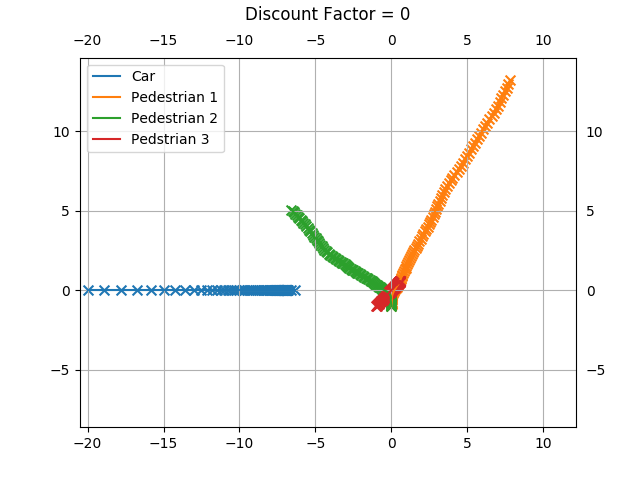 Discount Factor = 0
−20 −15 −10 −5 0 5 10
Car
Pedestrian 1
Pedestrian 2
Pedstrian 3
10 10
5 5
0 0
−5 −5
−20 −15 −10 −5 0 5 10